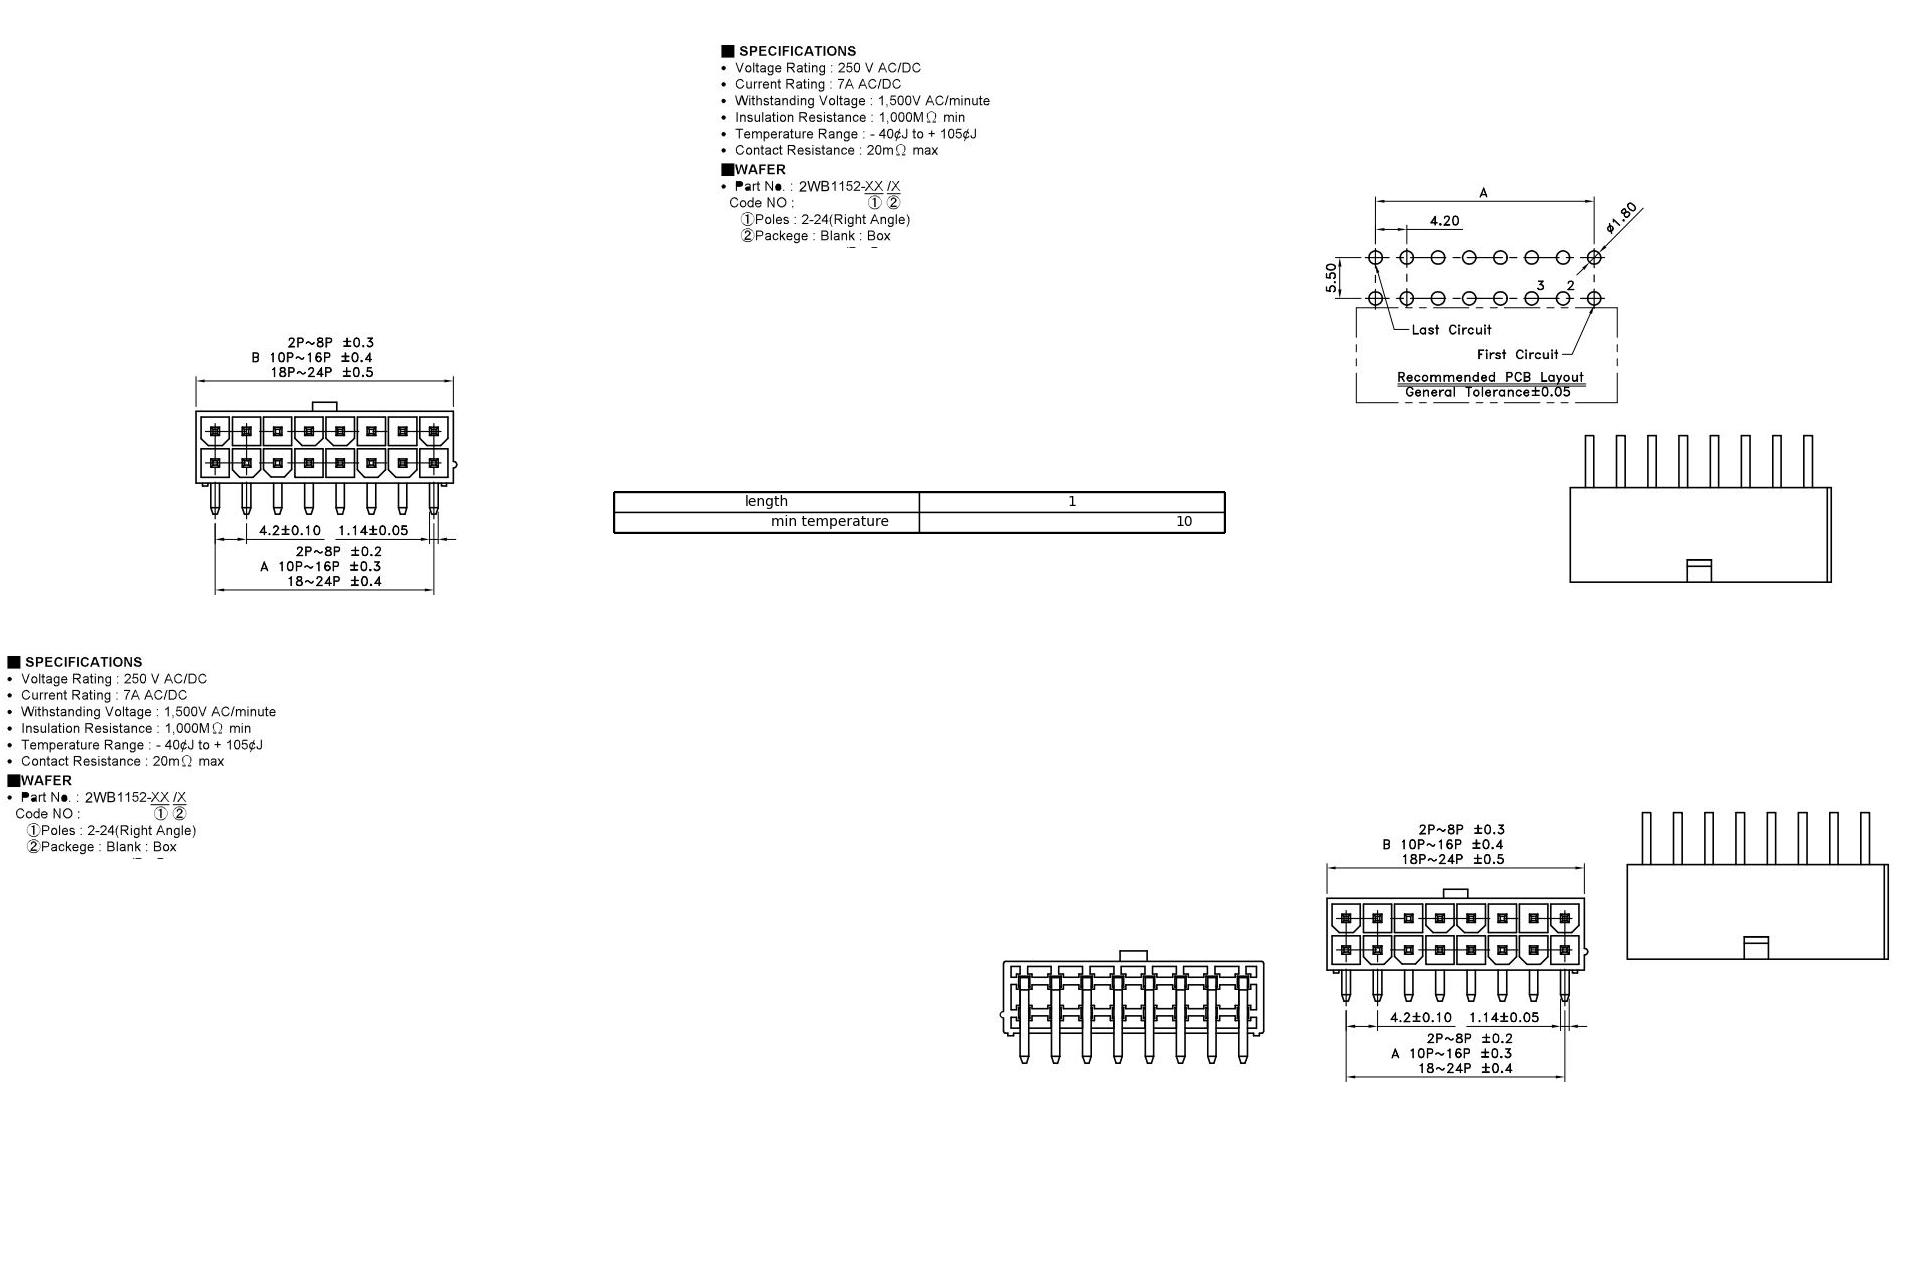 ■ SPECIFICATIONS
• Voltage Rating : 250 V AC/DC
• Current Rating : 7A AC/DC
• Withstanding Voltage : 1,500V AC/minute
• Insulation Resistance : 1,000MΩ min
• Temperature Range : - 40¢J to + 105¢J
• Contact Resistance : 20mΩ max
■WAFER
• Part No. : 2WB1152-XX /X
Code NO : ① ②
①Poles : 2-24(Right Angle)
②Packege : Blank : Box
A
4.20
ø1.80
5.50
3 2
Last Circuit
First Circuit
Recommended PCB Layout
General Tolerance±0.05
2P~8P ±0.3
B 10P~16P ±0.4
18P~24P ±0.5
4.2±0.10 1.14±0.05
2P~8P ±0.2
A 10P~16P ±0.3
18~24P ±0.4
length 1
min temperature 10
■ SPECIFICATIONS
• Voltage Rating : 250 V AC/DC
• Current Rating : 7A AC/DC
• Withstanding Voltage : 1,500V AC/minute
• Insulation Resistance : 1,000MΩ min
• Temperature Range : - 40¢J to + 105¢J
• Contact Resistance : 20mΩ max
■WAFER
• Part No. : 2WB1152-XX /X
Code NO : ① ②
①Poles : 2-24(Right Angle)
②Packege : Blank : Box
2P~8P ±0.3
B 10P~16P ±0.4
18P~24P ±0.5
4.2±0.10 1.14±0.05
2P~8P ±0.2
A 10P~16P ±0.3
18~24P ±0.4